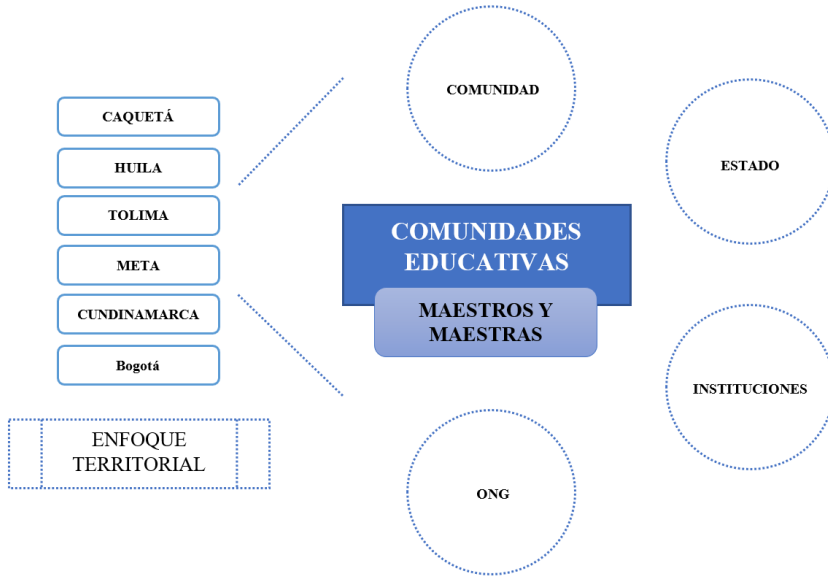 CAQUETÁ
HUILA
TOLIMA
META
CUNDINAMARCA
Bogotá
ENFOQUE
TERRITORIAL
COMUNIDAD
ESTADO
COMUNIDADES
EDUCATIVAS
MAESTROS Y
MAESTRAS
INSTITUCIONES
ONG